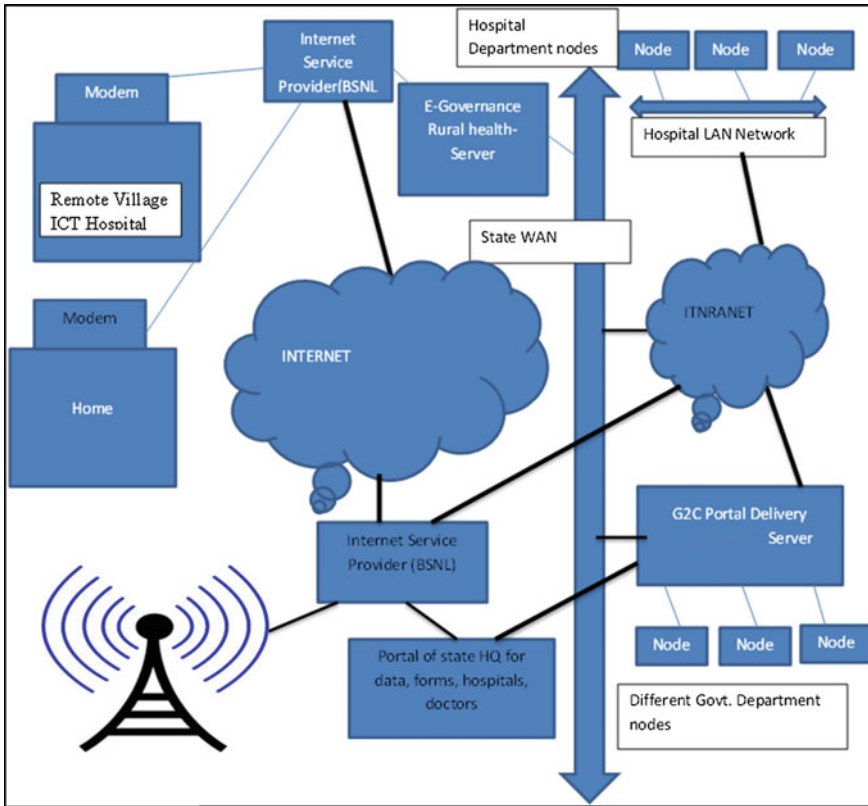 Internet
Service
Provider(BSNL
Hospital
Department nodes
Node
Node
Node
Modem
E-Governance
Rural health-
Server
Hospital LAN Network
Remote Village
ICT Hospital
State WAN
ITNRANET
Modem
INTERNET
Home
G2C Portal Delivery
Server
Internet Service
Provider (BSNL)
Node
Node
Node
Portal of state HQ for
data, forms, hospitals,
doctors
Different Govt. Department
nodes